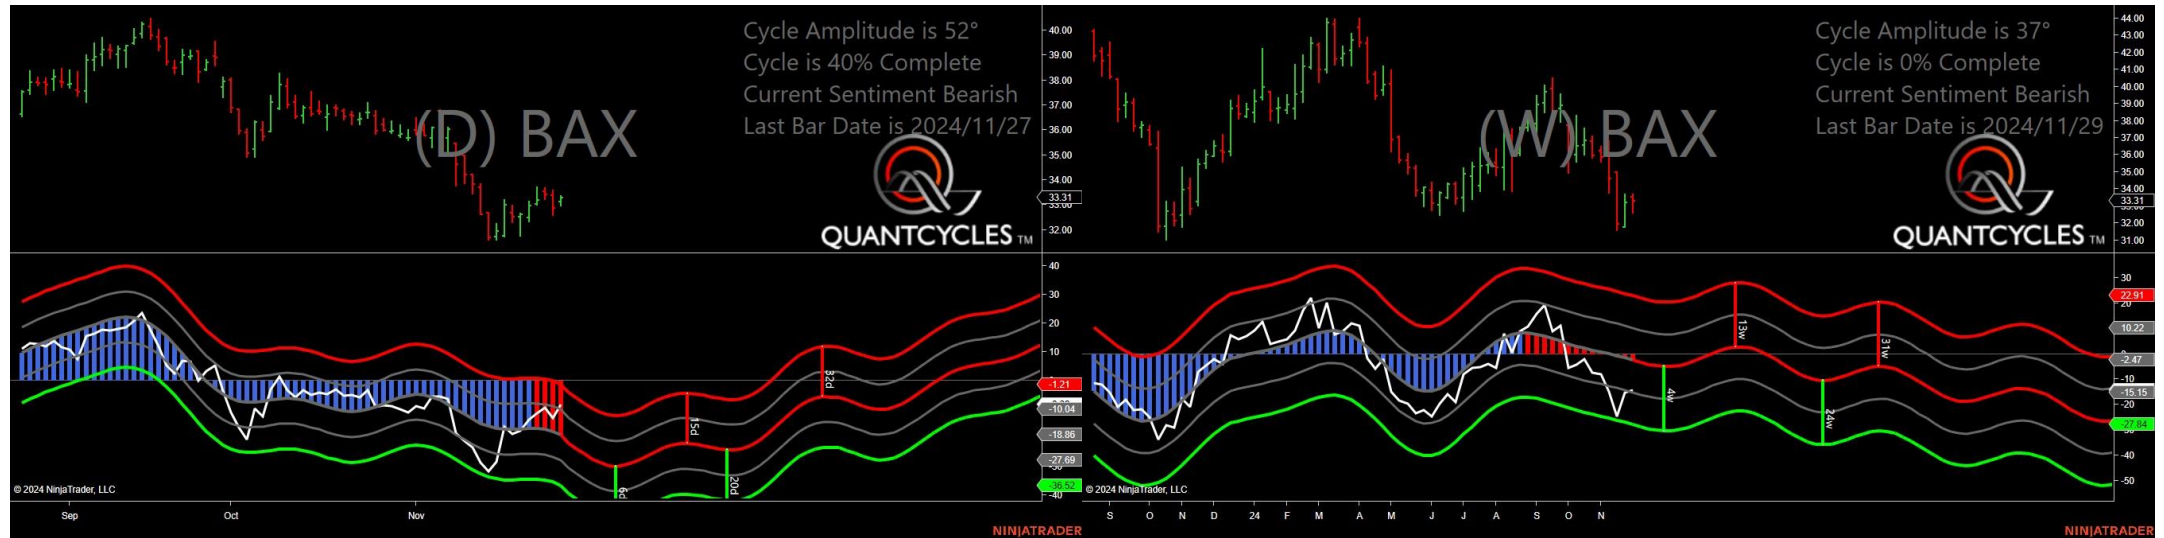 Cycle Amplitude is 52°
Cycle is 40% Complete
Current Sentiment Bearish
Last Bar Date is 2024/11/27
(D) BAX
QUANTCYCLES TM
40.00
39.00
38.00
37.00
36.00
35.00
34.00
33.31
33.00
32.00
40
30
20
10
-1.21
-10.04
-18.86
-27.69
-36.52
-40
6d
15d
20d
32d
© 2024 NinjaTrader, LLC
Sep Oct Nov
NINJATRADER
Cycle Amplitude is 37°
Cycle is 0% Complete
Current Sentiment Bearish
Last Bar Date is 2024/11/29
(W) BAX
QUANTCYCLES TM
44.00
43.00
42.00
41.00
40.00
39.00
38.00
37.00
36.00
35.00
34.00
33.31
32.00
31.00
30
22.91
20
10.22
-2.47
-10
-15.15
-20
-27.84
-40
-50
4w
13w
24w
31w
© 2024 NinjaTrader, LLC
S O N D 24 F M A M J J A S O N
NINJATRADER